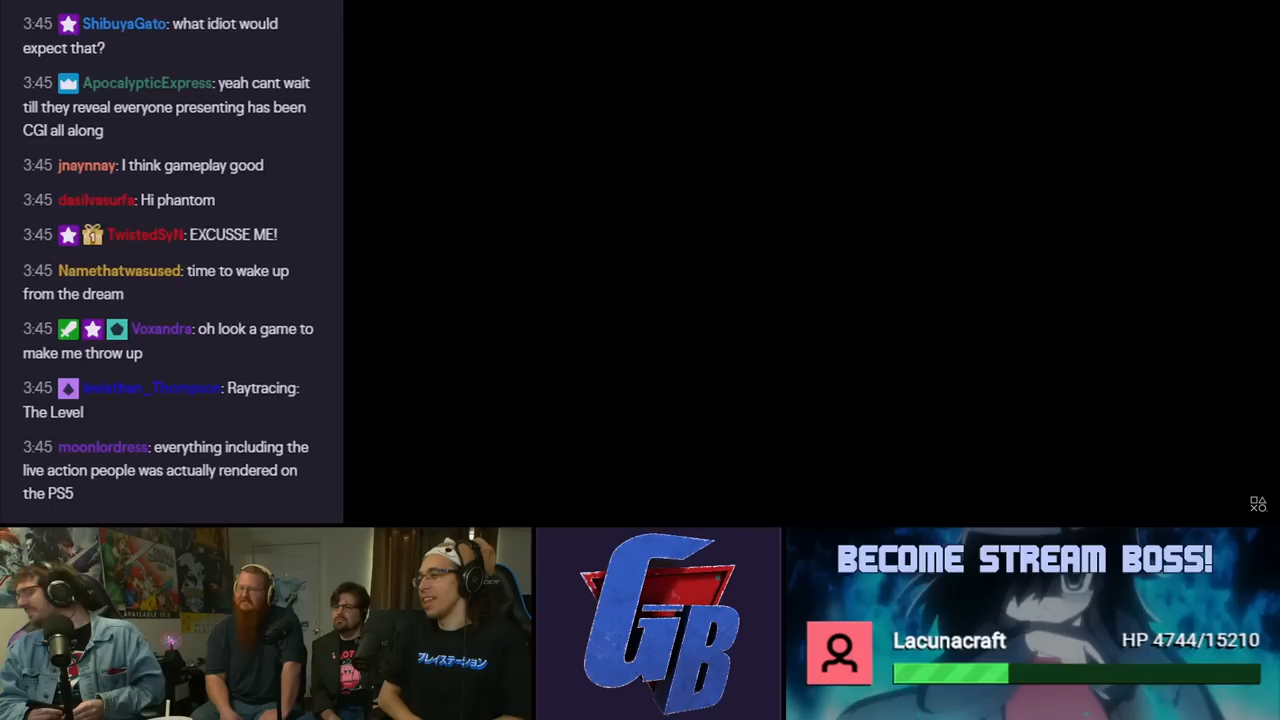 3:45 ShibuyaGato: what idiot would
expect that?
3:45 ApocalypticExpress: yeah cant wait
till they reveal everyone presenting has been
CGI all along
3:45 jnaynnay: I think gameplay good
3:45 dasilvasurfa: Hi phantom
3:45 1 TwistedSyN: EXCUSSE ME!
3:45 Namethatwasused: time to wake up
from the dream
3:45 Voxandra: oh look a game to
make me throw up
3:45 leviathan_Thompson: Raytracing:
The Level
3:45 moonlordress: everything including the
live action people was actually rendered on
the PS5
プレイステーション
GB
BECOME STREAM BOSS!
Lacunacraft HP 4744/15210